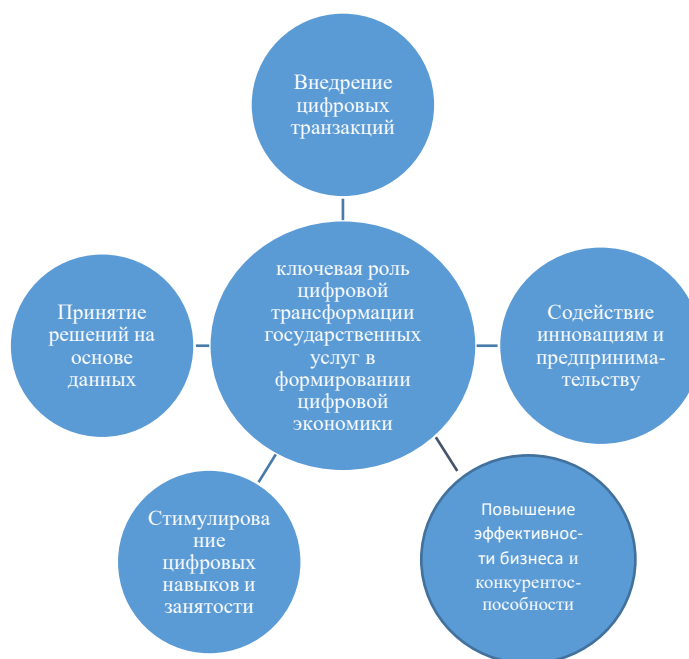 Внедрение
цифровых
транзакций
ключевая роль
цифровой
трансформации
государственных
услуг в
формировании
цифровой
экономики
Принятие
решений на
основе
данных
Содействие
инновациям и
предпринима-
тельству
Стимулирова
ние
цифровых
навыков и
занятости
Повышение
эффективнос-
ти бизнеса и
конкурентос-
пособности